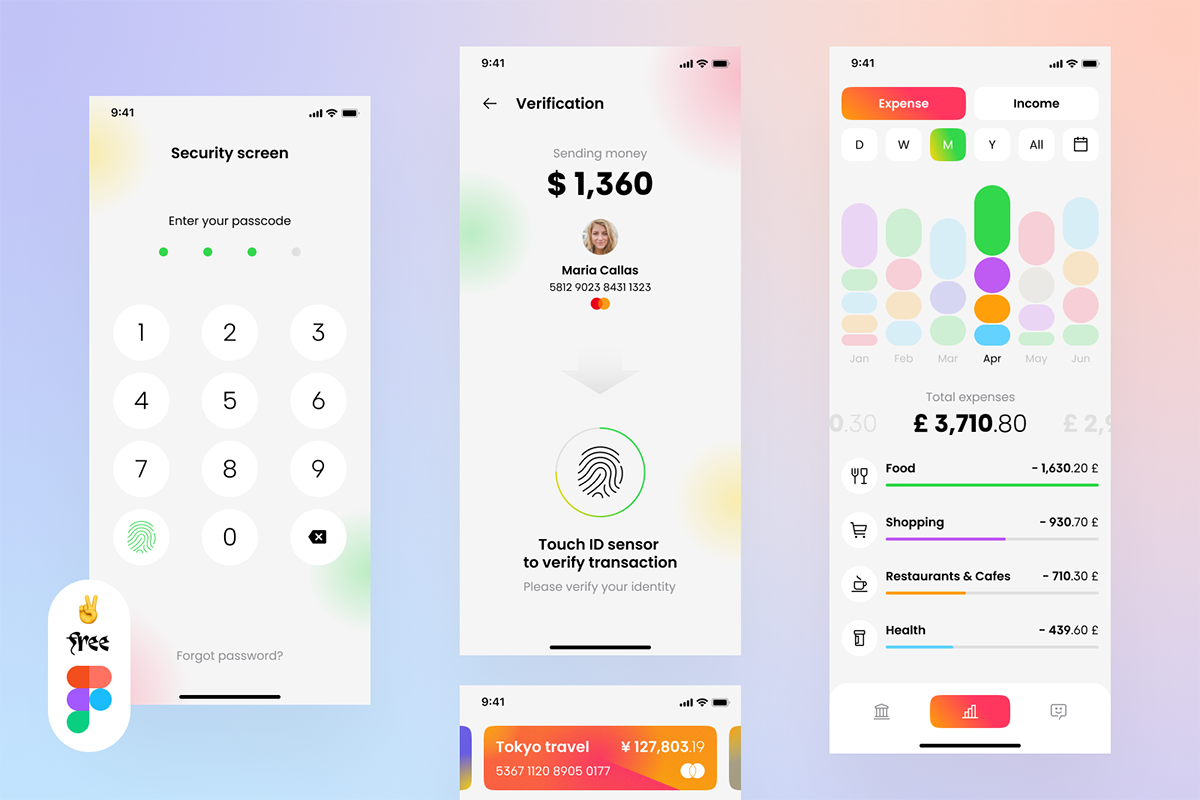 9:41
Security screen
Enter your passcode
1 2 3
4 5 6
7 8 9
0
Forgot password?
free
9:41
Verification
Sending money
$ 1,360
Maria Callas
5812 9023 8431 1323
Touch ID sensor
to verify transaction
Please verify your identity
9:41
Tokyo travel ¥ 127,803.19
5367 1120 8905 0177
9:41
Expense Income
D W M Y All
Jan Feb Mar Apr May Jun
Total expenses
0.30 £ 3,710.80 £ 2,9
Food - 1,630.20 £
Shopping - 930.70 £
Restaurants & Cafes - 710.30 £
Health - 439.60 £